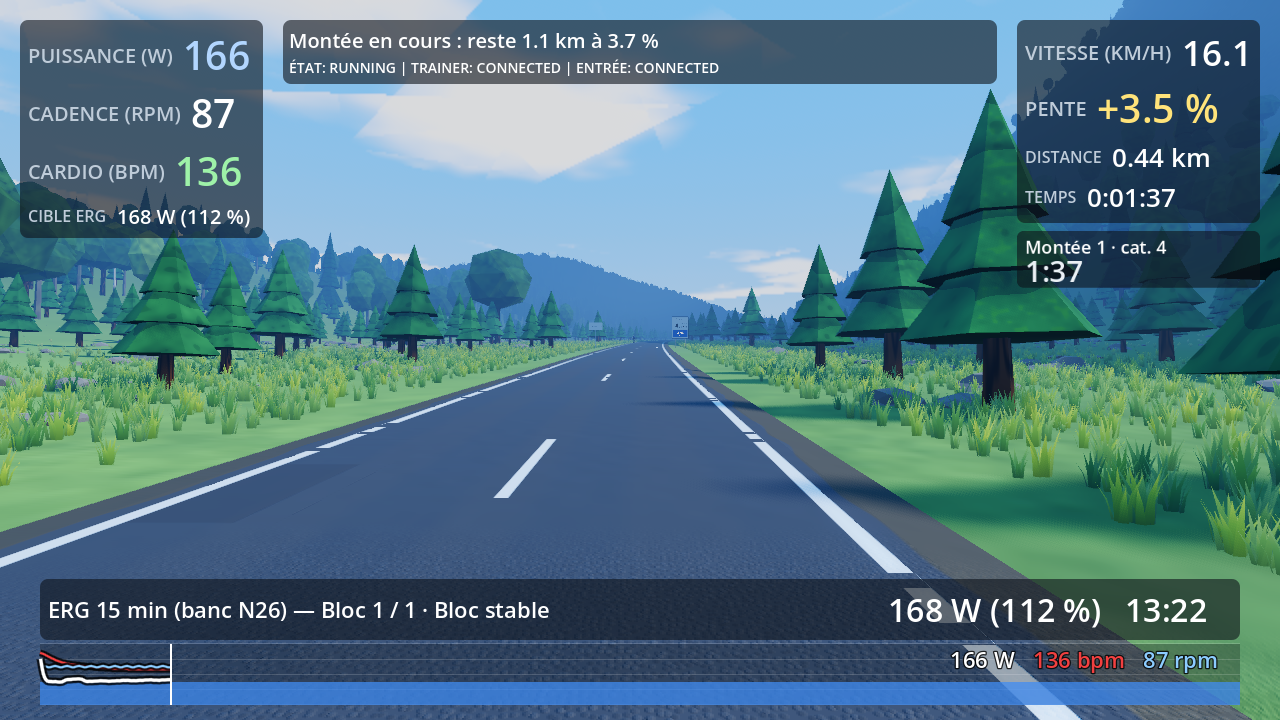 PUISSANCE (W) 166
CADENCE (RPM) 87
CARDIO (BPM) 136
CIBLE ERG 168 W (112 %)
Montée en cours : reste 1.1 km à 3.7 %
ÉTAT: RUNNING | TRAINER: CONNECTED | ENTRÉE: CONNECTED
VITESSE (KM/H) 16.1
PENTE +3.5 %
DISTANCE 0.44 km
TEMPS 0:01:37
Montée 1 · cat. 4
1:37
ERG 15 min (banc N26) — Bloc 1 / 1 · Bloc stable 168 W (112 %) 13:22
166 W 136 bpm 87 rpm